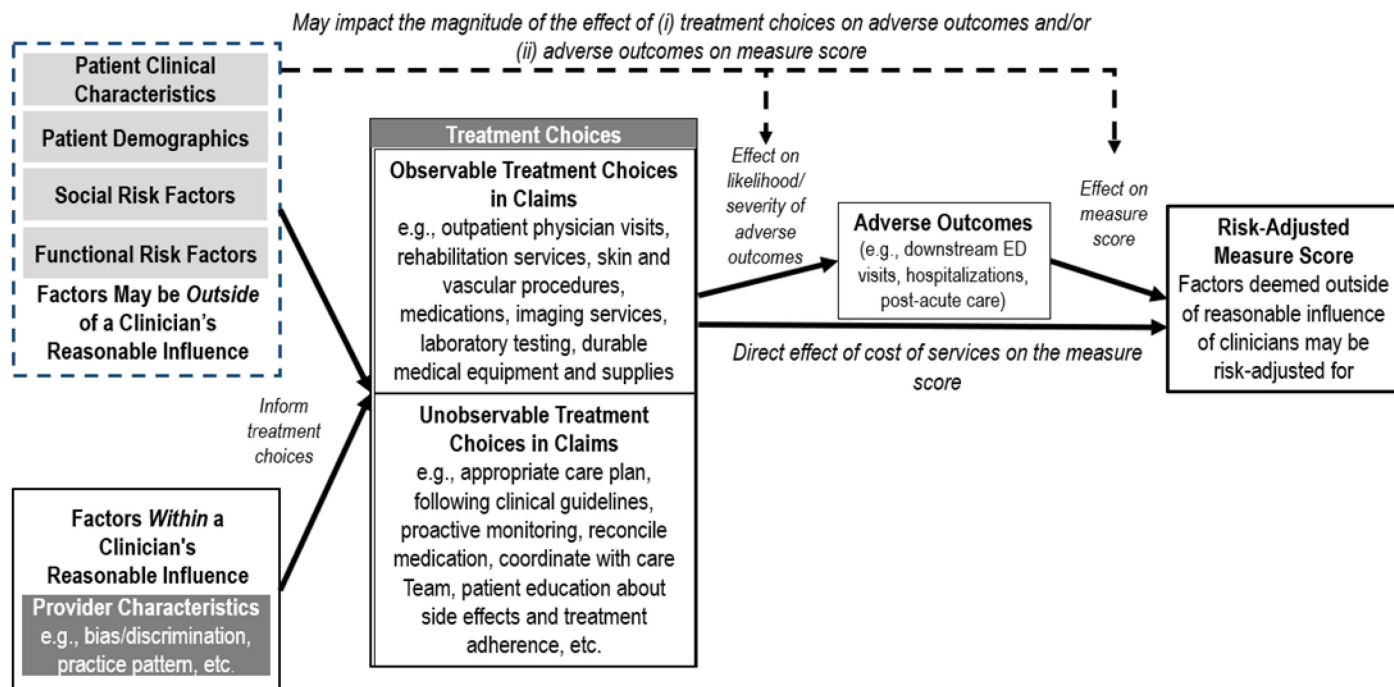 May impact the magnitude of the effect of (i) treatment choices on adverse outcomes and/or
(ii) adverse outcomes on measure score
Patient Clinical
Characteristics
Patient Demographics
Social Risk Factors
Functional Risk Factors
Factors May be Outside
of a Clinician's
Reasonable Influence
Inform
treatment
choices
Factors Within a
Clinician's
Reasonable Influence
Provider Characteristics
e.g., bias/discrimination,
practice pattern, etc.
Treatment Choices
Observable Treatment Choices
in Claims
e.g., outpatient physician visits,
rehabilitation services, skin and
vascular procedures,
medications, imaging services,
laboratory testing, durable
medical equipment and supplies
Unobservable Treatment
Choices in Claims
e.g., appropriate care plan,
following clinical guidelines,
proactive monitoring, reconcile
medication, coordinate with care
Team, patient education about
side effects and treatment
adherence, etc.
Effect on
likelihood/
severity of
adverse
outcomes
Adverse Outcomes
(e.g., downstream ED
visits, hospitalizations,
post-acute care)
Effect on
measure
score
Direct effect of cost of services on the measure
score
Risk-Adjusted
Measure Score
Factors deemed outside
of reasonable influence
of clinicians may be
risk-adjusted for